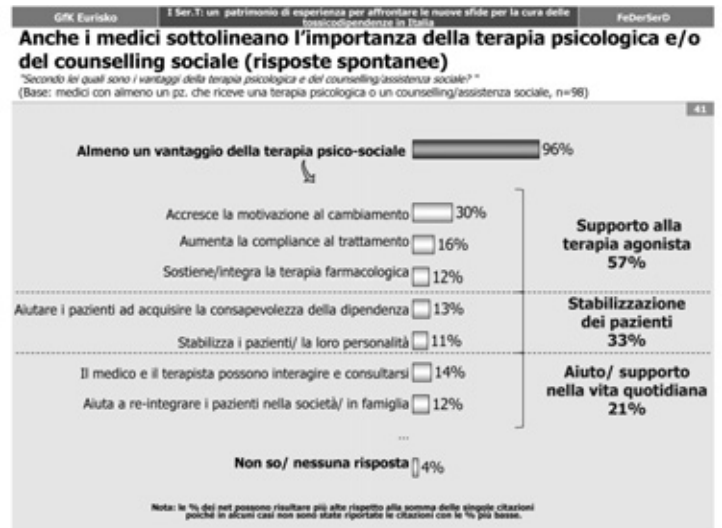 GfK Eurisko
I Ser.T: un patrimonio di esperienza per affrontare le nuove sfide per la cura delle
tossicodipendenze in Italia
FeDerSerD
Anche i medici sottolineano l'importanza della terapia psicologica e/o
del counselling sociale (risposte spontanee)
"Secondo lei quali sono i vantaggi della terapia psicologica e del counselling/assistenza sociale? "
(Base: medici con almeno un pz. che riceve una terapia psicologica o un counselling/assistenza sociale, n=98)
41
Almeno un vantaggio della terapia psico-sociale 96%
Accresce la motivazione al cambiamento 30%
Aumenta la compliance al trattamento 16%
Sostiene/integra la terapia farmacologica 12%
Supporto alla
terapia agonista
57%
Aiutare i pazienti ad acquisire la consapevolezza della dipendenza 13%
Stabilizza i pazienti/ la loro personalità 11%
Stabilizzazione
dei pazienti
33%
Il medico e il terapista possono interagire e consultarsi 14%
Aiuta a re-integrare i pazienti nella società/ in famiglia 12%
Aiuto/ supporto
nella vita quotidiana
21%
...
Non so/ nessuna risposta 4%
Nota: le % dei net possono risultare più alte rispetto alla somma delle singole citazioni
poiché in alcuni casi non sono state riportate le citazioni con le % più basse.